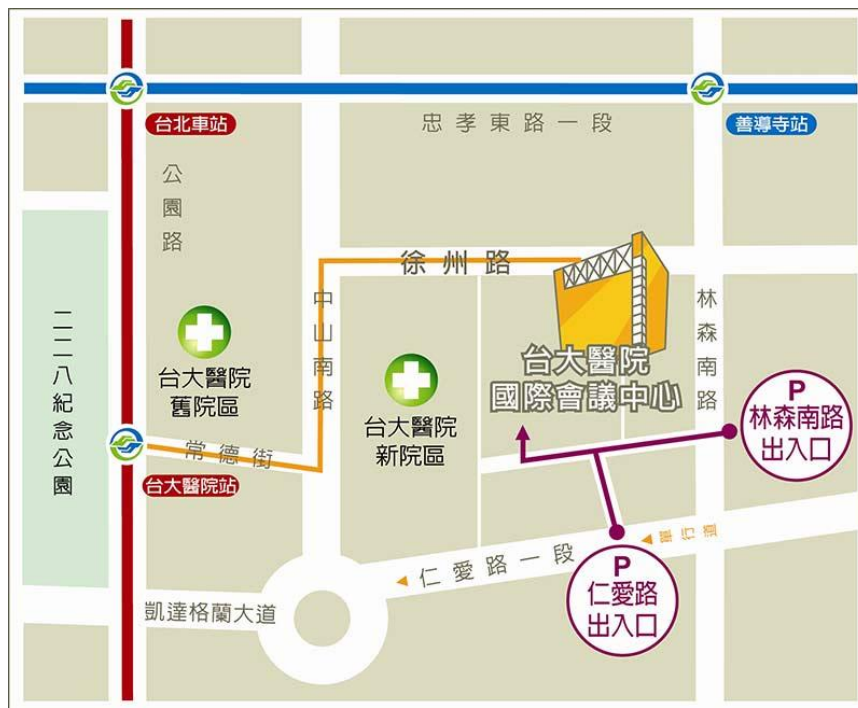 台北車站
善導寺站
忠孝東路一段
公園路
徐州路
中山南路
林森南路
二二八紀念公園
台大醫院
舊院區
台大醫院
新院區
台大醫院
國際會議中心
P
林森南路
出入口
常德街
台大醫院站
單行道
仁愛路一段
P
仁愛路
出入口
凱達格蘭大道